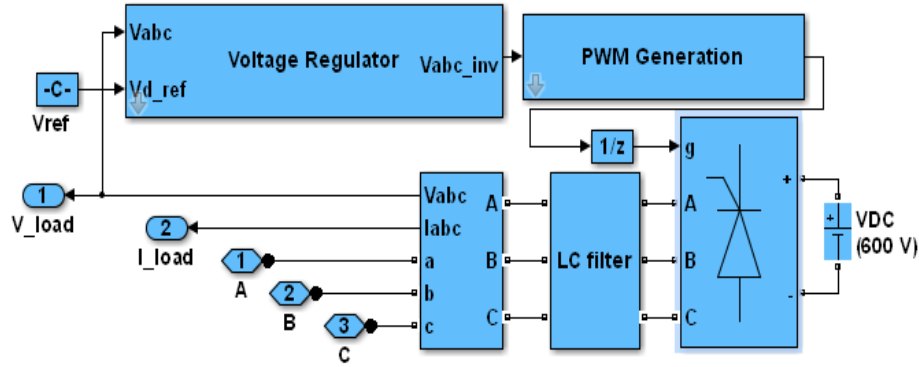 Vabc
Voltage Regulator
Vabc_inv
Vd_ref
PWM Generation
-C-
Vref
1/z
g
1
V_load
2
I_load
Vabc
Iabc
a
b
c
A
B
C
LC filter
A
B
C
+
-
+
VDC
(600 V)
1
A
2
B
3
C